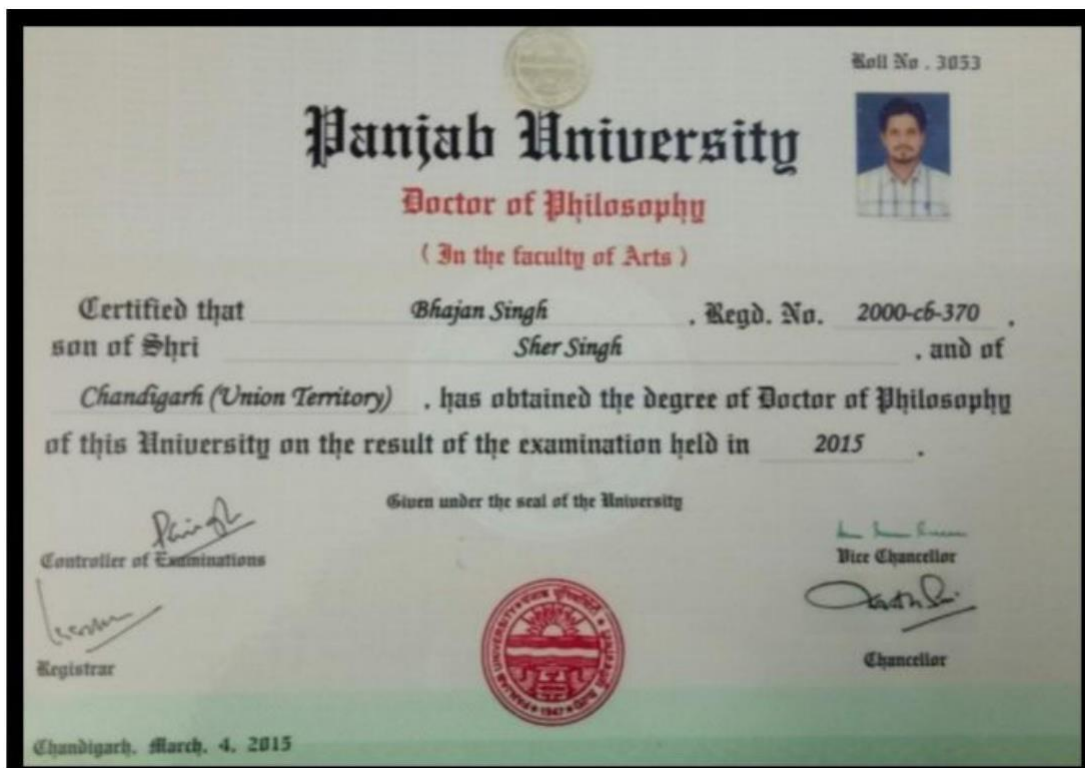 Roll No . 3053
Panjab University
Doctor of Philosophy
( In the faculty of Arts )
Certified that Bhajan Singh , Regd. No. 2000-cb-370 ,
son of Shri Sher Singh , and of
Chandigarh (Union Territory) , has obtained the degree of Doctor of Philosophy
of this University on the result of the examination held in 2015 .
Given under the seal of the University
Controller of Examinations
Vice Chancellor
Registrar
Chancellor
PANJAB UNIVERSITY
1947
Chandigarh, March, 4, 2015